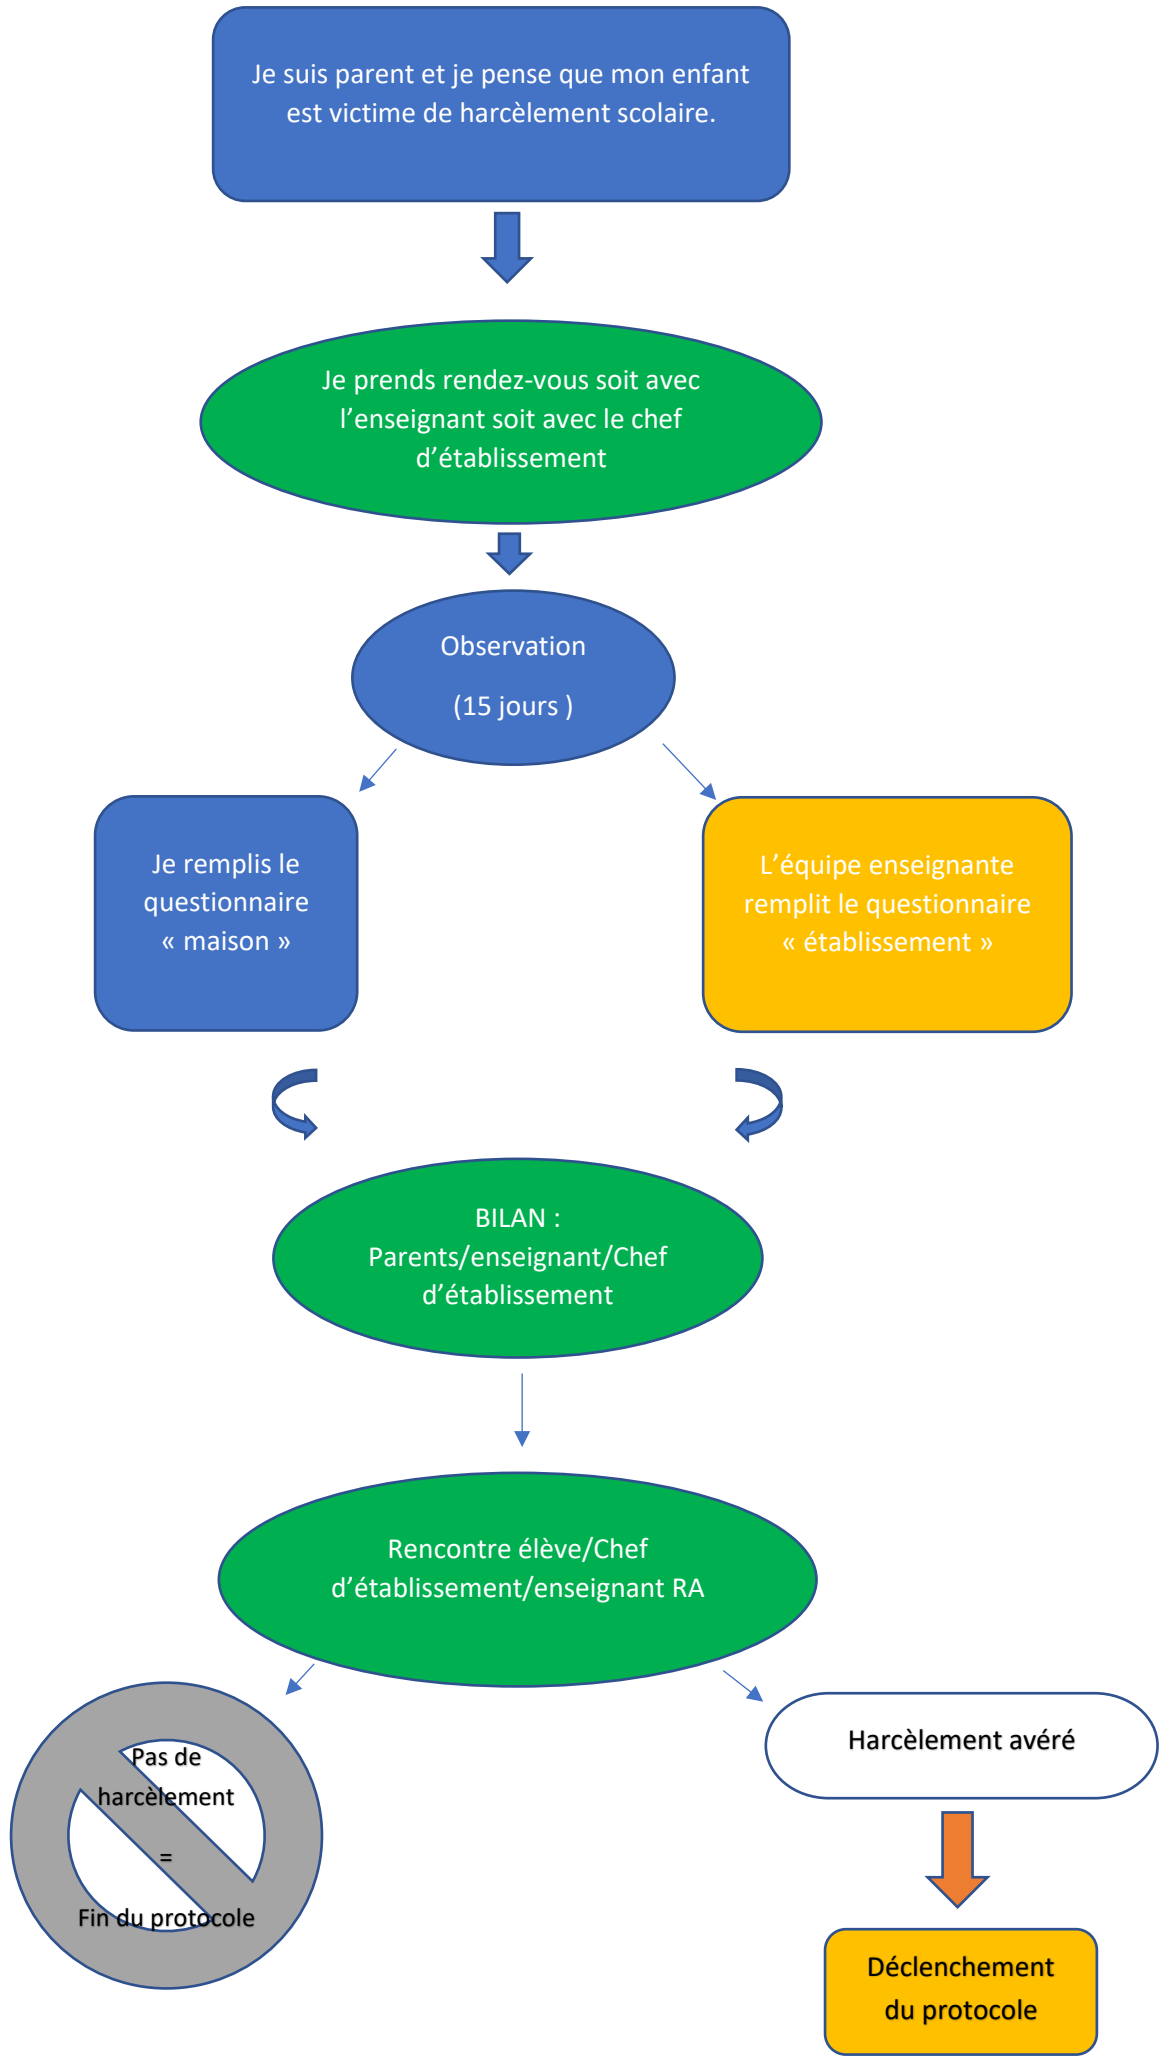 Je suis parent et je pense que mon enfant
est victime de harcèlement scolaire.
Je prends rendez-vous soit avec
l’enseignant soit avec le chef
d’établissement
Observation
(15 jours )
Je remplis le
questionnaire
« maison »
L’équipe enseignante
remplit le questionnaire
« établissement »
BILAN :
Parents/enseignant/Chef
d’établissement
Rencontre élève/Chef
d’établissement/enseignant RA
Pas de
harcèlement
=
Fin du protocole
Harcèlement avéré
Déclenchement
du protocole